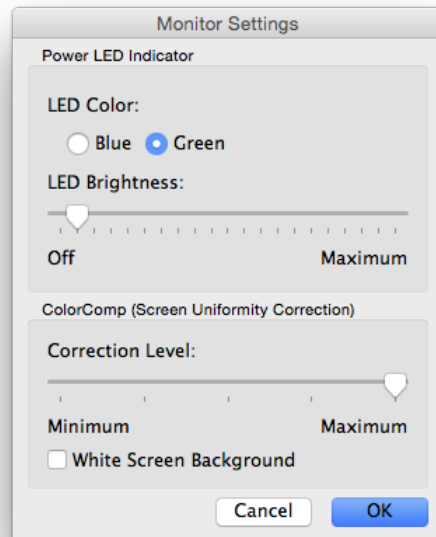 Monitor Settings
Power LED Indicator
LED Color:
Blue Green
LED Brightness:
Off Maximum
ColorComp (Screen Uniformity Correction)
Correction Level:
Minimum Maximum
White Screen Background
Cancel OK